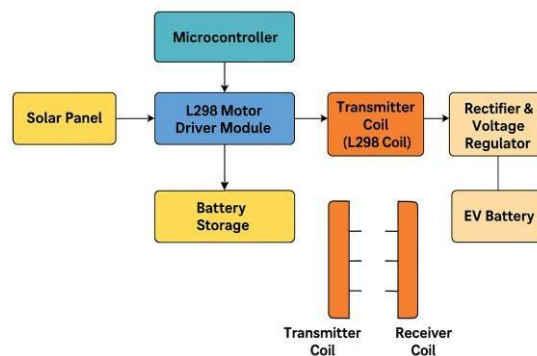 Microcontroller
Solar Panel
L298 Motor
Driver Module
Transmitter
Coil
(L298 Coil)
Rectifier &
Voltage
Regulator
Battery
Storage
EV Battery
Transmitter
Coil
Receiver
Coil